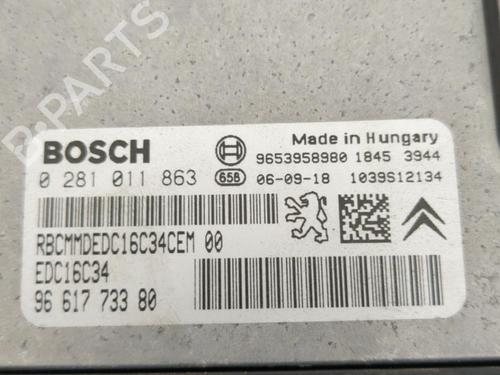 B-PARTS
BOSCH
Made in Hungary
9653958980 1845 3944
0 281 011 863 65B 06-09-18 1039S12134
RBCMMDEDC16C34CEM 00
EDC16C34
96 617 733 80